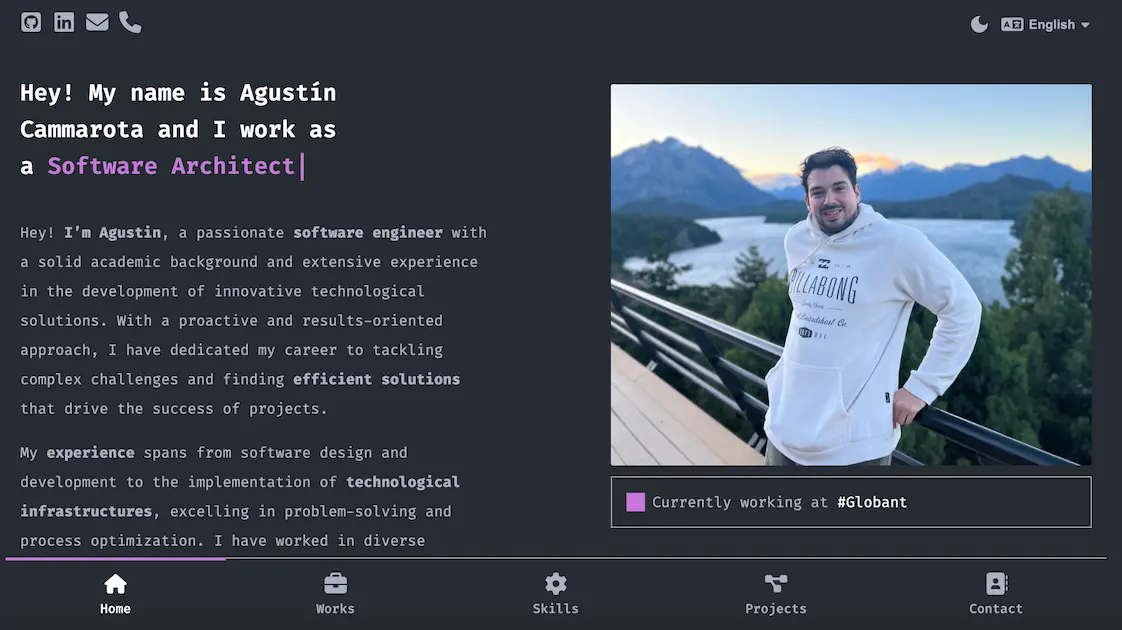 English
Hey! My name is Agustín
Cammarota and I work as
a Software Architect
Hey! I’m Agustin, a passionate software engineer with
a solid academic background and extensive experience
in the development of innovative technological
solutions. With a proactive and results-oriented
approach, I have dedicated my career to tackling
complex challenges and finding efficient solutions
that drive the success of projects.
My experience spans from software design and
development to the implementation of technological
infrastructures, excelling in problem-solving and
process optimization. I have worked in diverse
BILLABONG
Currently working at #Globant
Home
Works
Skills
Projects
Contact